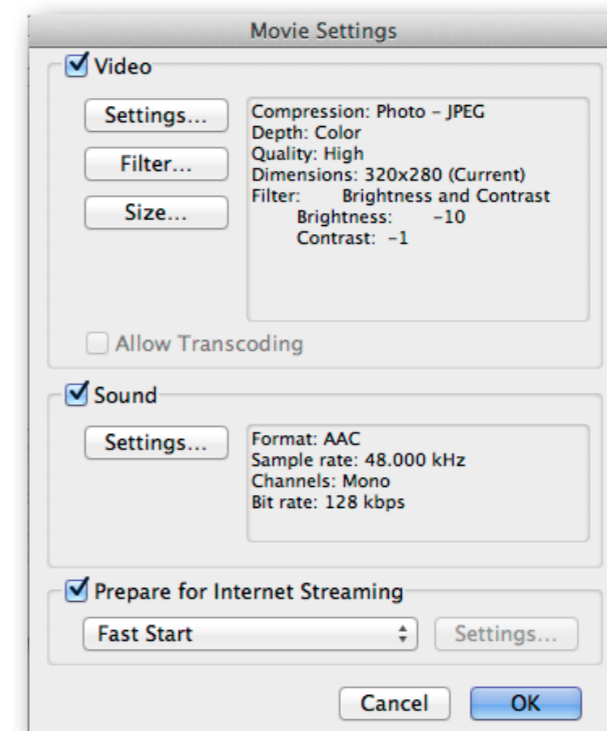 Movie Settings
Video
Settings...
Filter...
Size...
Compression: Photo - JPEG
Depth: Color
Quality: High
Dimensions: 320x280 (Current)
Filter: Brightness and Contrast
Brightness: -10
Contrast: -1
Allow Transcoding
Sound
Settings...
Format: AAC
Sample rate: 48.000 kHz
Channels: Mono
Bit rate: 128 kbps
Prepare for Internet Streaming
Fast Start
Settings...
Cancel
OK